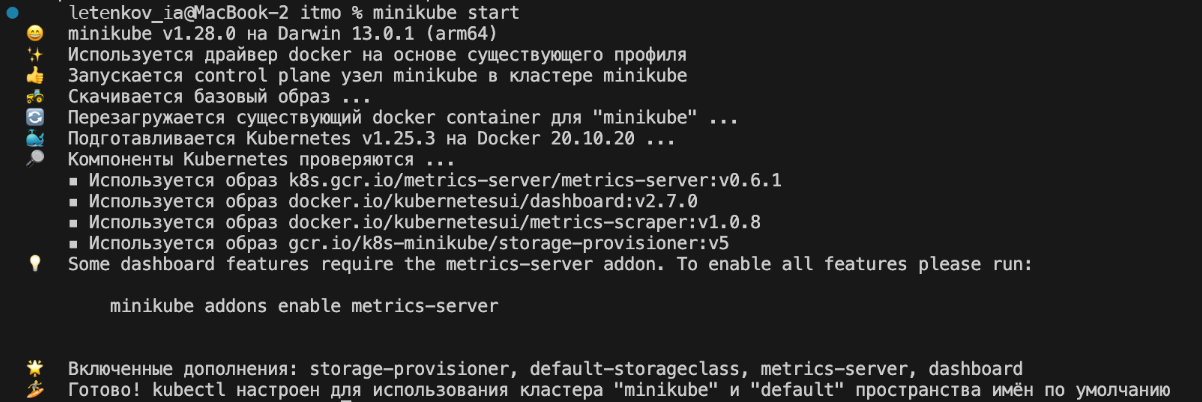 letenkov_ia@MacBook-2 itmo % minikube start
😄 minikube v1.28.0 на Darwin 13.0.1 (arm64)
✨ Используется драйвер docker на основе существующего профиля
👍 Запускается control plane узел minikube в кластере minikube
🚜 Скачивается базовый образ ...
🔄 Перезагружается существующий docker container для "minikube" ...
🐳 Подготавливается Kubernetes v1.25.3 на Docker 20.10.20 ...
🔎 Компоненты Kubernetes проверяются ...
▪ Используется образ k8s.gcr.io/metrics-server/metrics-server:v0.6.1
▪ Используется образ docker.io/kubernetesui/dashboard:v2.7.0
▪ Используется образ docker.io/kubernetesui/metrics-scraper:v1.0.8
▪ Используется образ gcr.io/k8s-minikube/storage-provisioner:v5
💡 Some dashboard features require the metrics-server addon. To enable all features please run:
minikube addons enable metrics-server
🌟 Включенные дополнения: storage-provisioner, default-storageclass, metrics-server, dashboard
🏄 Готово! kubectl настроен для использования кластера "minikube" и "default" пространства имён по умолчанию